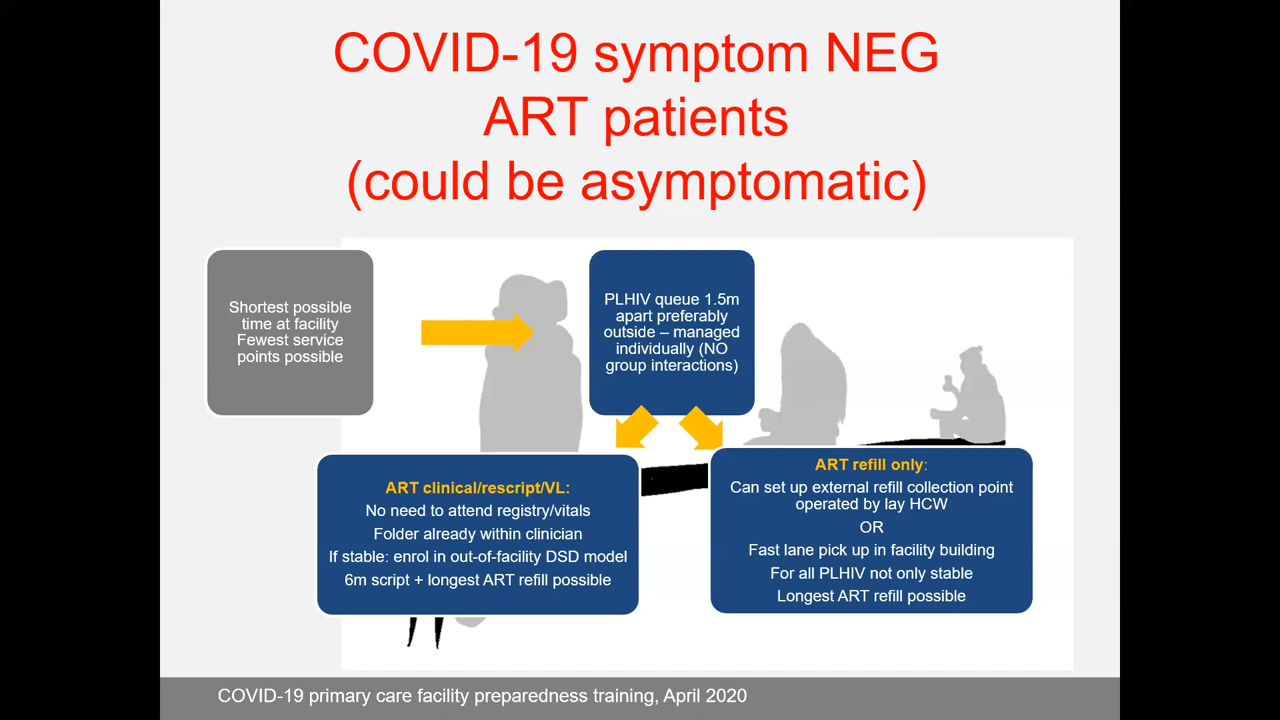 COVID-19 symptom NEG
ART patients
(could be asymptomatic)
Shortest possible
time at facility
Fewest service
points possible
PLHIV queue 1.5m
apart preferably
outside – managed
individually (NO
group interactions)
ART clinical/rescript/VL:
No need to attend registry/vitals
Folder already within clinician
If stable: enrol in out-of-facility DSD model
6m script + longest ART refill possible
ART refill only:
Can set up external refill collection point
operated by lay HCW
OR
Fast lane pick up in facility building
For all PLHIV not only stable
Longest ART refill possible
COVID-19 primary care facility preparedness training, April 2020